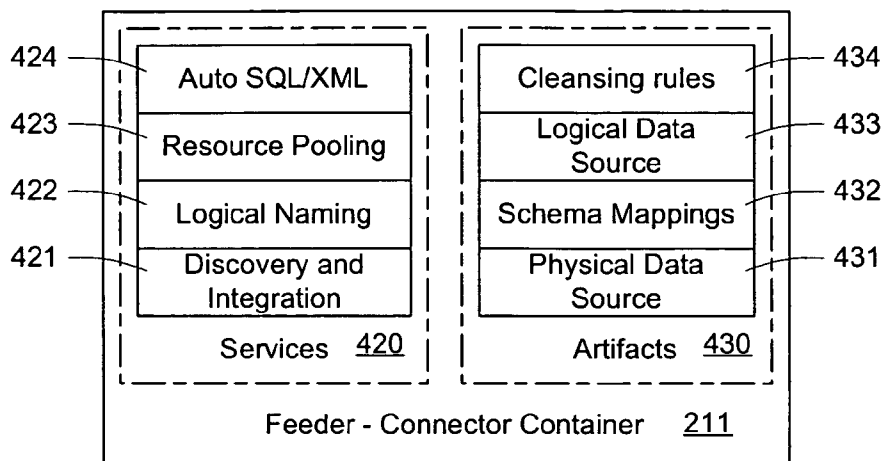 424 Auto SQL/XML Cleansing rules 434
423 Resource Pooling Logical Data Source 433
422 Logical Naming Schema Mappings 432
421 Discovery and Integration Physical Data Source 431
Services 420 Artifacts 430
Feeder - Connector Container 211